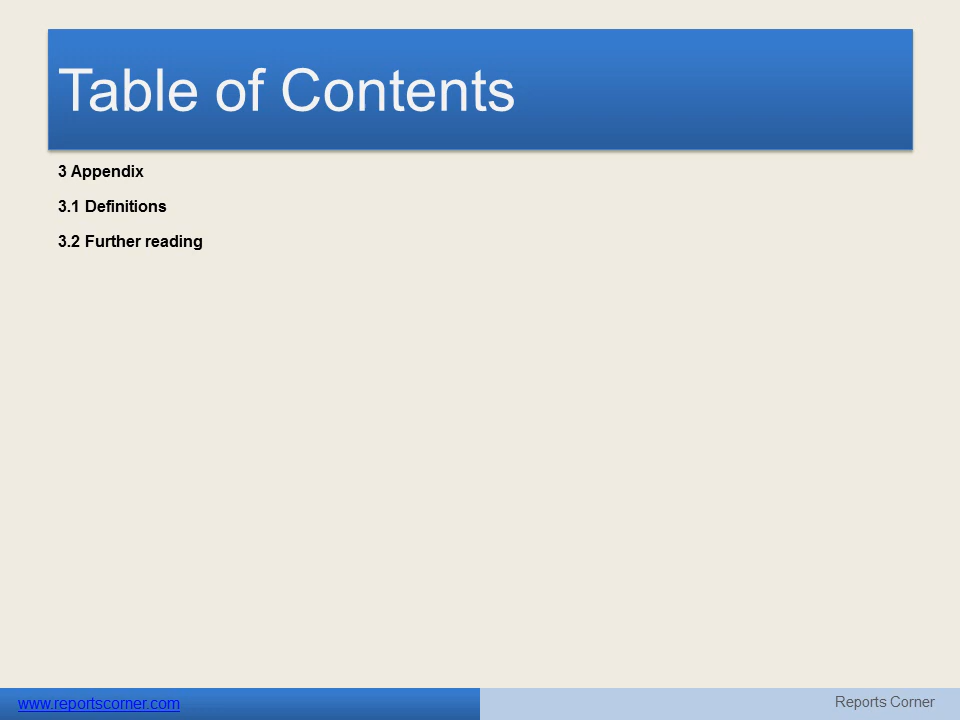 Table of Contents
3 Appendix
3.1 Definitions
3.2 Further reading
www.reportscorner.com
Reports Corner